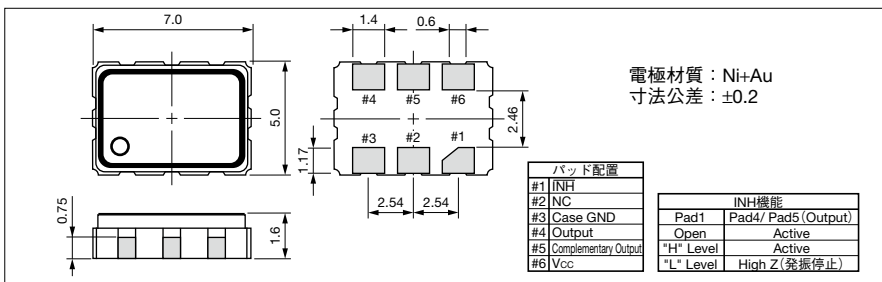 7.0
5.0
0.75
1.6
1.4
0.6
#4 #5 #6
#3 #2 #1
2.46
1.17
2.54 2.54
電極材質：Ni+Au
寸法公差：±0.2
パッド配置
#1 I̅N̅H̅
#2 NC
#3 Case GND
#4 Output
#5 Complementary Output
#6 Vcc
INH機能
Pad1 Pad4/ Pad5(Output)
Open Active
"H" Level Active
"L" Level High Z(発振停止)